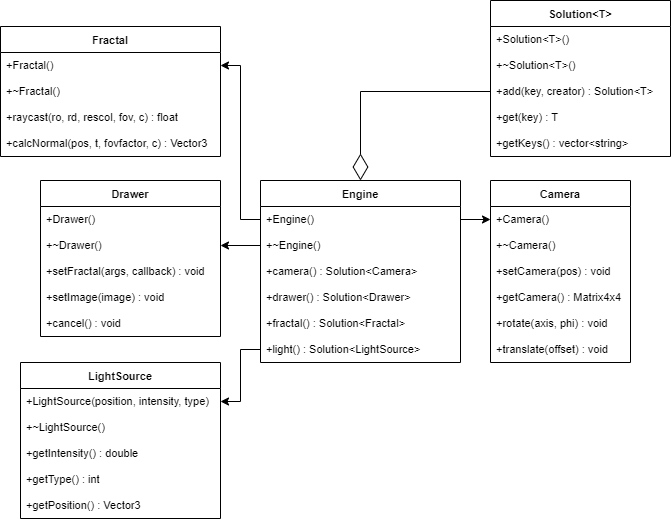 Fractal
+Fractal()
+~Fractal()
+raycast(ro, rd, rescol, fov, c) : float
+calcNormal(pos, t, fovfactor, c) : Vector3
Solution<T>
+Solution<T>()
+~Solution<T>()
+add(key, creator) : Solution<T>
+get(key) : T
+getKeys() : vector<string>
Drawer
+Drawer()
+~Drawer()
+setFractal(args, callback) : void
+setImage(image) : void
+cancel() : void
Engine
+Engine()
+~Engine()
+camera() : Solution<Camera>
+drawer() : Solution<Drawer>
+fractal() : Solution<Fractal>
+light() : Solution<LightSource>
Camera
+Camera()
+~Camera()
+setCamera(pos) : void
+getCamera() : Matrix4x4
+rotate(axis, phi) : void
+translate(offset) : void
LightSource
+LightSource(position, intensity, type)
+~LightSource()
+getIntensity() : double
+getType() : int
+getPosition() : Vector3